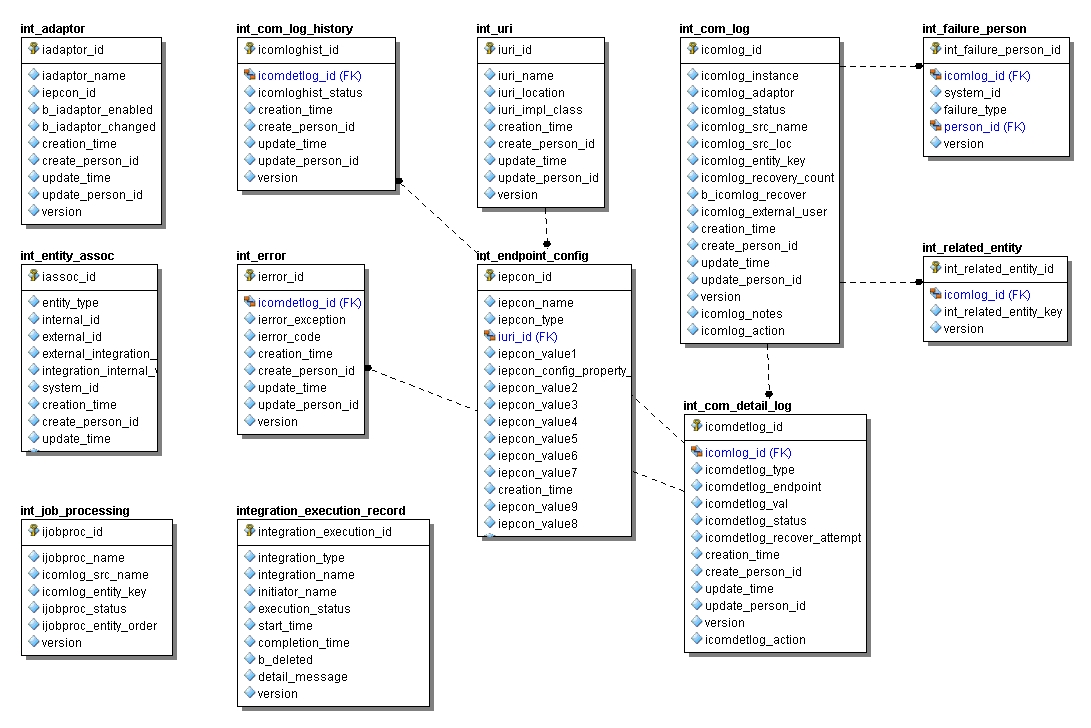 int_adaptor
iadaptor_id
iadaptor_name
iepcon_id
b_iadaptor_enabled
b_iadaptor_changed
creation_time
create_person_id
update_time
update_person_id
version
int_com_log_history
icomloghist_id
icomdetlog_id (FK)
icomloghist_status
creation_time
create_person_id
update_time
update_person_id
version
int_uri
iuri_id
iuri_name
iuri_location
iuri_impl_class
creation_time
create_person_id
update_time
update_person_id
version
int_com_log
icomlog_id
icomlog_instance
icomlog_adaptor
icomlog_status
icomlog_src_name
icomlog_src_loc
icomlog_entity_key
icomlog_recovery_count
b_icomlog_recover
icomlog_external_user
creation_time
create_person_id
update_time
update_person_id
version
icomlog_notes
icomlog_action
int_failure_person
int_failure_person_id
icomlog_id (FK)
system_id
failure_type
person_id (FK)
version
int_entity_assoc
iassoc_id
entity_type
internal_id
external_id
external_integration_
integration_internal_
system_id
creation_time
create_person_id
update_time
int_error
ierror_id
icomdetlog_id (FK)
ierror_exception
ierror_code
creation_time
create_person_id
update_time
update_person_id
version
int_endpoint_config
iepcon_id
iepcon_name
iepcon_type
iuri_id (FK)
iepcon_value1
iepcon_config_property_
iepcon_value2
iepcon_value3
iepcon_value4
iepcon_value5
iepcon_value6
iepcon_value7
creation_time
iepcon_value9
iepcon_value8
int_related_entity
int_related_entity_id
icomlog_id (FK)
int_related_entity_key
version
int_com_detail_log
icomdetlog_id
icomlog_id (FK)
icomdetlog_type
icomdetlog_endpoint
icomdetlog_val
icomdetlog_status
icomdetlog_recover_attempt
creation_time
create_person_id
update_time
update_person_id
version
icomdetlog_action
int_job_processing
ijobproc_id
ijobproc_name
icomlog_src_name
icomlog_entity_key
ijobproc_status
ijobproc_entity_order
version
integration_execution_record
integration_execution_id
integration_type
integration_name
initiator_name
execution_status
start_time
completion_time
b_deleted
detail_message
version